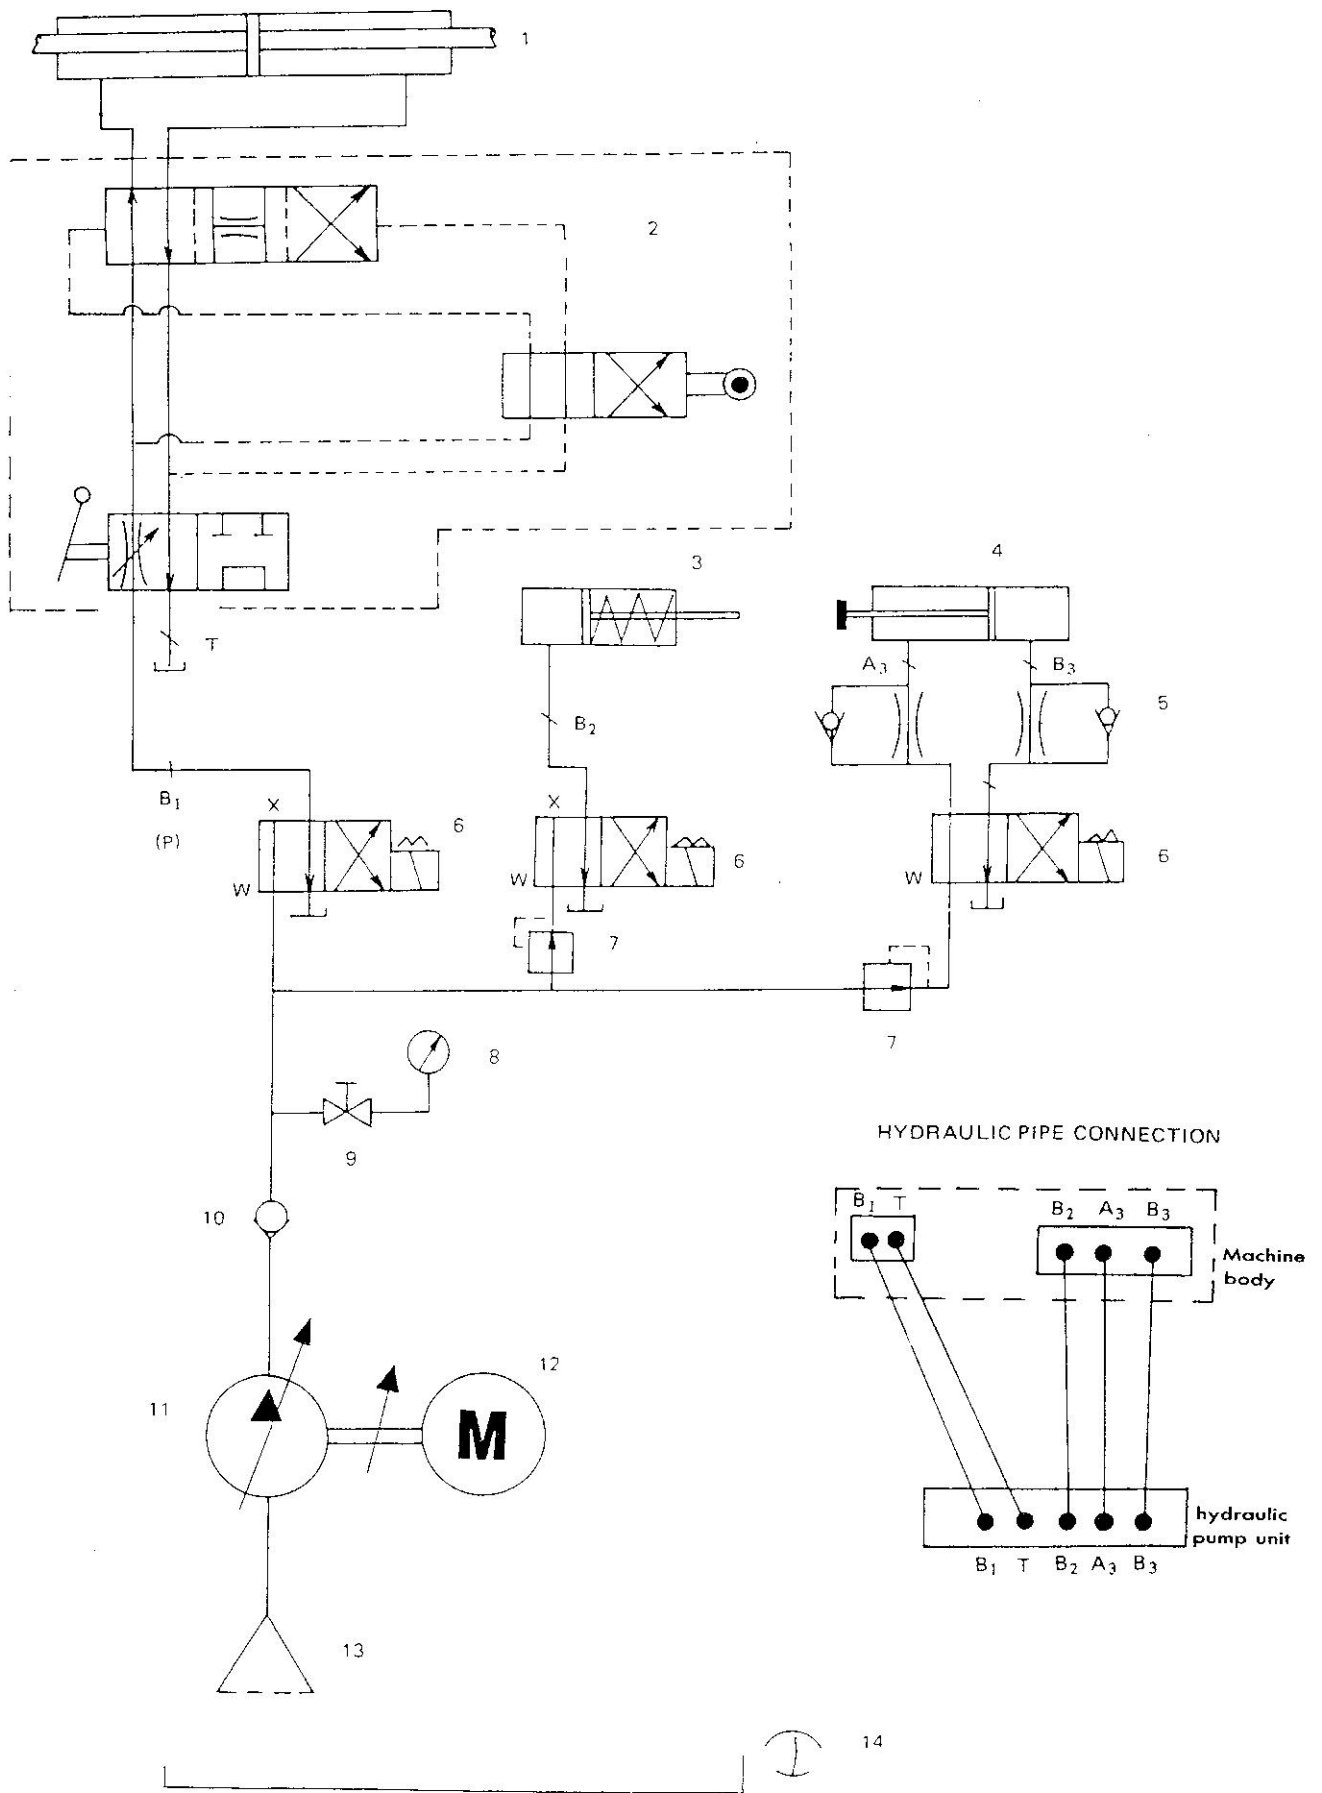 1
2
3
4
T
A3
B3
5
B2
B1
(P)
X
6
W
X
6
W
6
W
7
7
8
9
HYDRAULIC PIPE CONNECTION
B1 T
B2 A3 B3
Machine
body
10
11
12
M
hydraulic
pump unit
B1 T B2 A3 B3
13
14